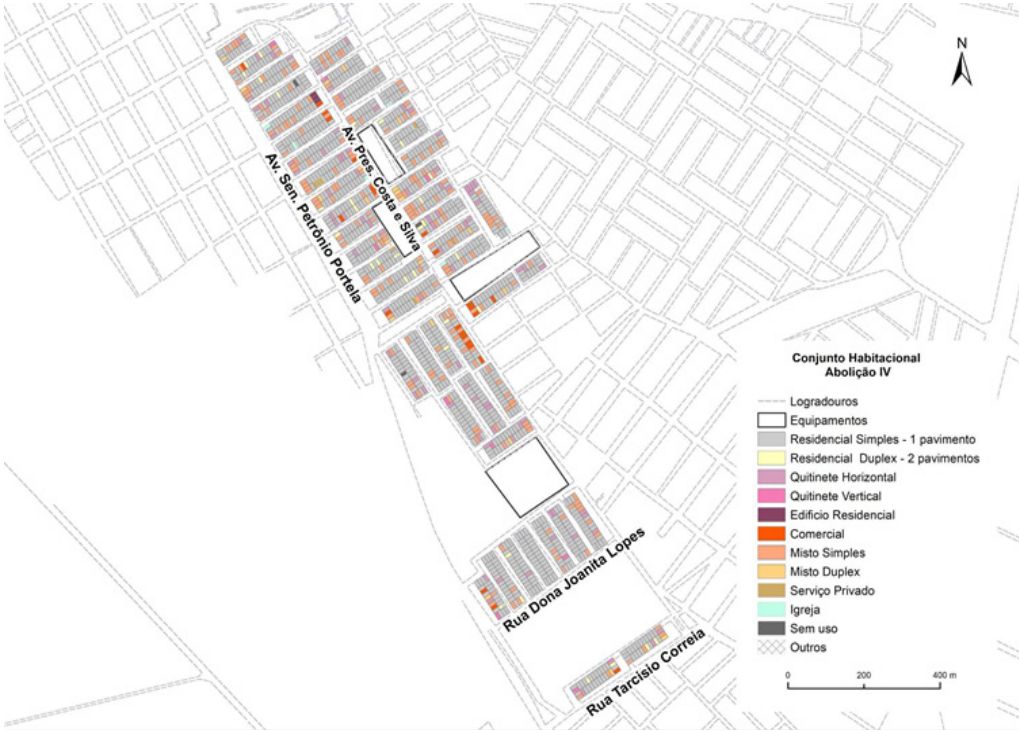 N
Av. Pres. Costa e Silva
Av. Sen. Petrônio Portela
Rua Dona Joanita Lopes
Rua Tarcisio Correia
Conjunto Habitacional
Abolição IV
Logradouros
Equipamentos
Residencial Simples - 1 pavimento
Residencial Duplex - 2 pavimentos
Quitinete Horizontal
Quitinete Vertical
Edificio Residencial
Comercial
Misto Simples
Misto Duplex
Serviço Privado
Igreja
Sem uso
Outros
0 200 400 m